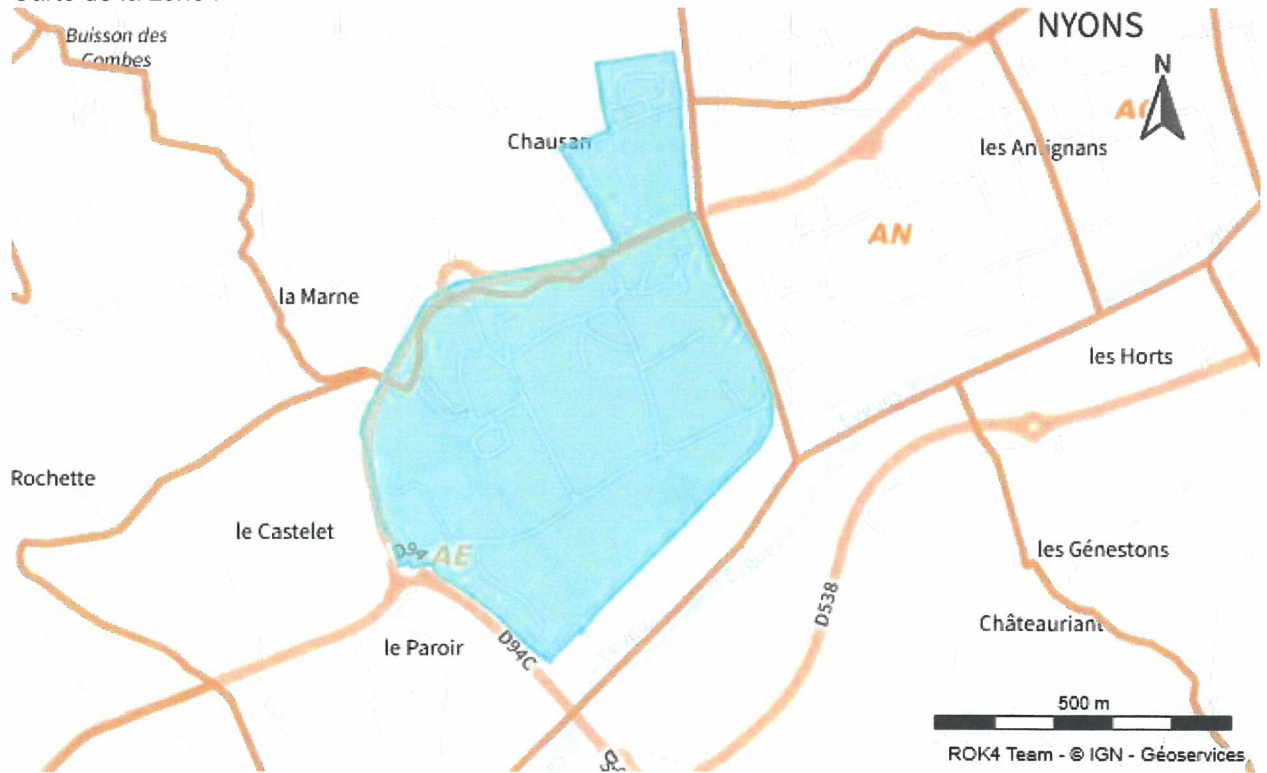 Buisson des
Combes
NYONS
N
Chausan
les Antignans
AN
la Marne
les Horts
Eygues
Rochette
le Castelet
D94
AE
les Génestons
D538
Châteauriant
le Paroir
D94C
500 m
ROK4 Team - © IGN - Géoservices